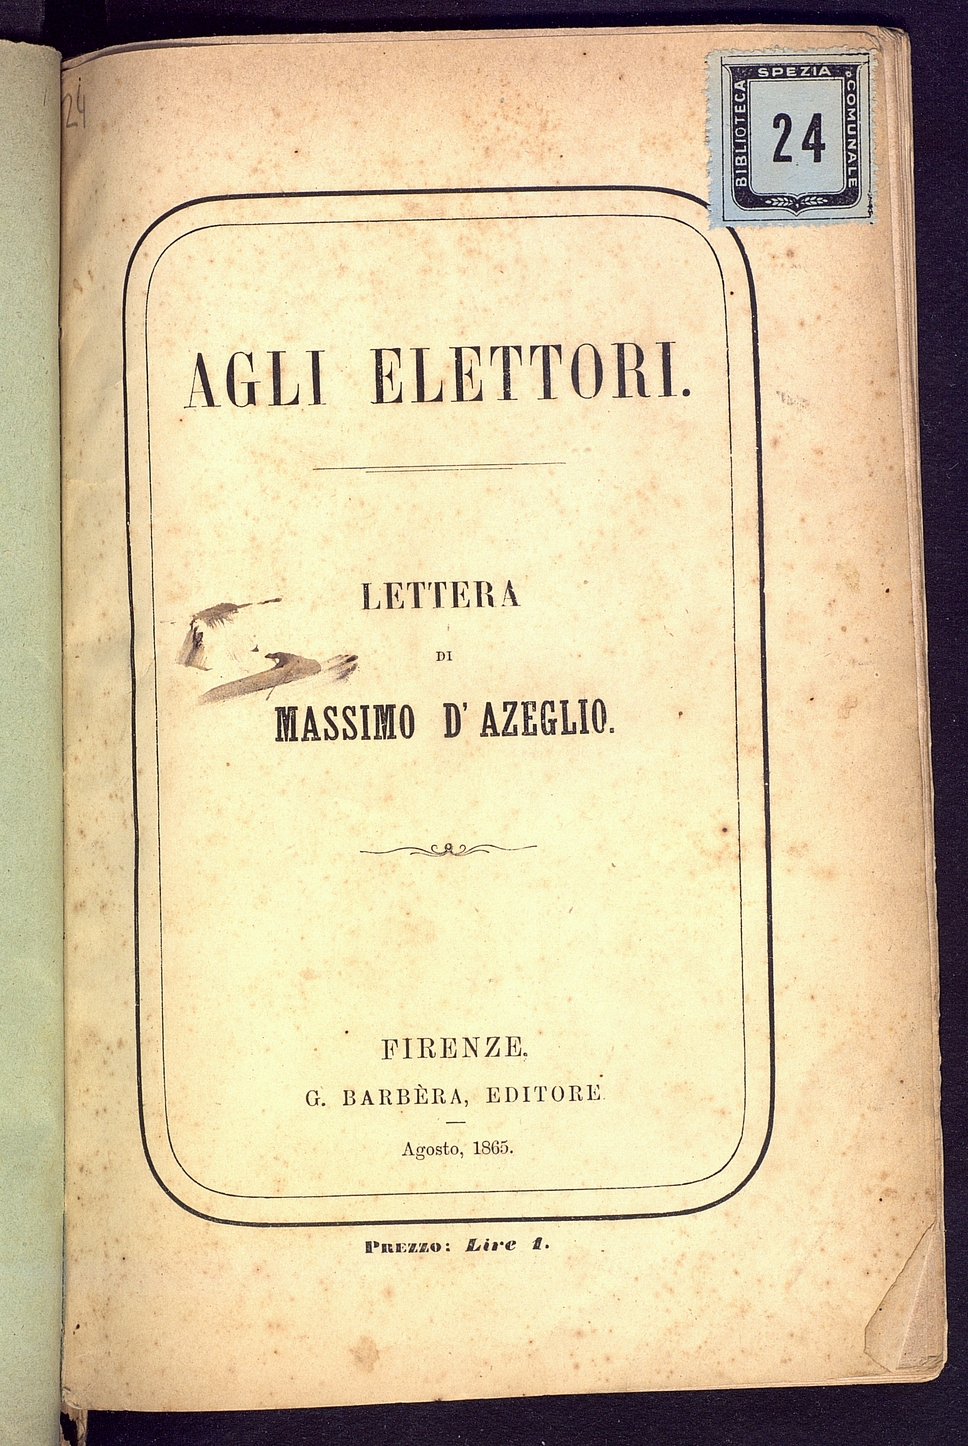 24
BIBLIOTECA SPEZIA COMUNALE
24
AGLI ELETTORI.
LETTERA
DI
MASSIMO D'AZEGLIO.
FIRENZE.
G. BARBÈRA, EDITORE
Agosto, 1865.
PREZZO: Lire 1.